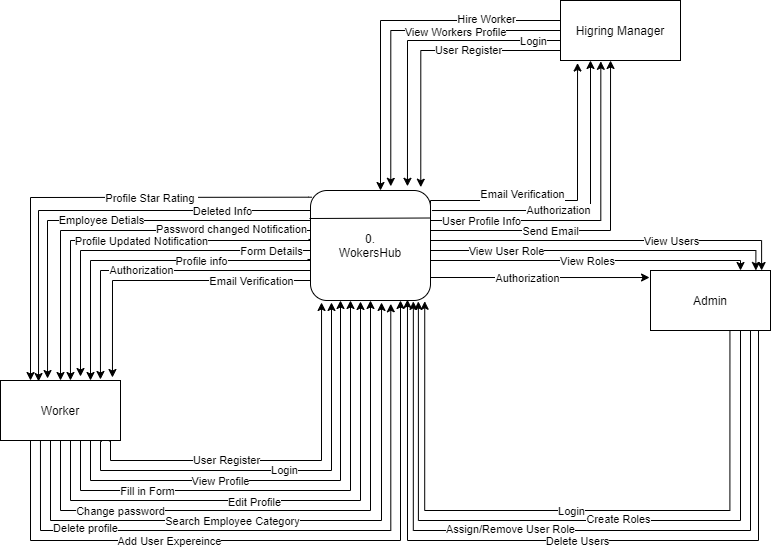 Hire Worker
View Workers Profile
Login
User Register
Higring Manager
Email Verification
Authorization
User Profile Info
Send Email
Profile Star Rating
Deleted Info
Employee Detials
Password changed Notification
Profile Updated Notification
Form Details
Profile info
Authorization
Email Verification
0.
WokersHub
View Users
View User Role
View Roles
Authorization
Admin
Worker
User Register
Login
View Profile
Fill in Form
Edit Profile
Change password
Search Employee Category
Delete profile
Add User Expereince
Login
Create Roles
Assign/Remove User Role
Delete Users